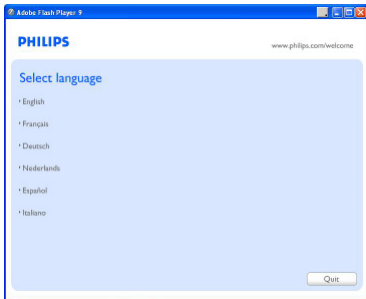 Adobe Flash Player 9
PHILIPS
www.philips.com/welcome
Select language
English
Français
Deutsch
Nederlands
Español
Italiano
Quit